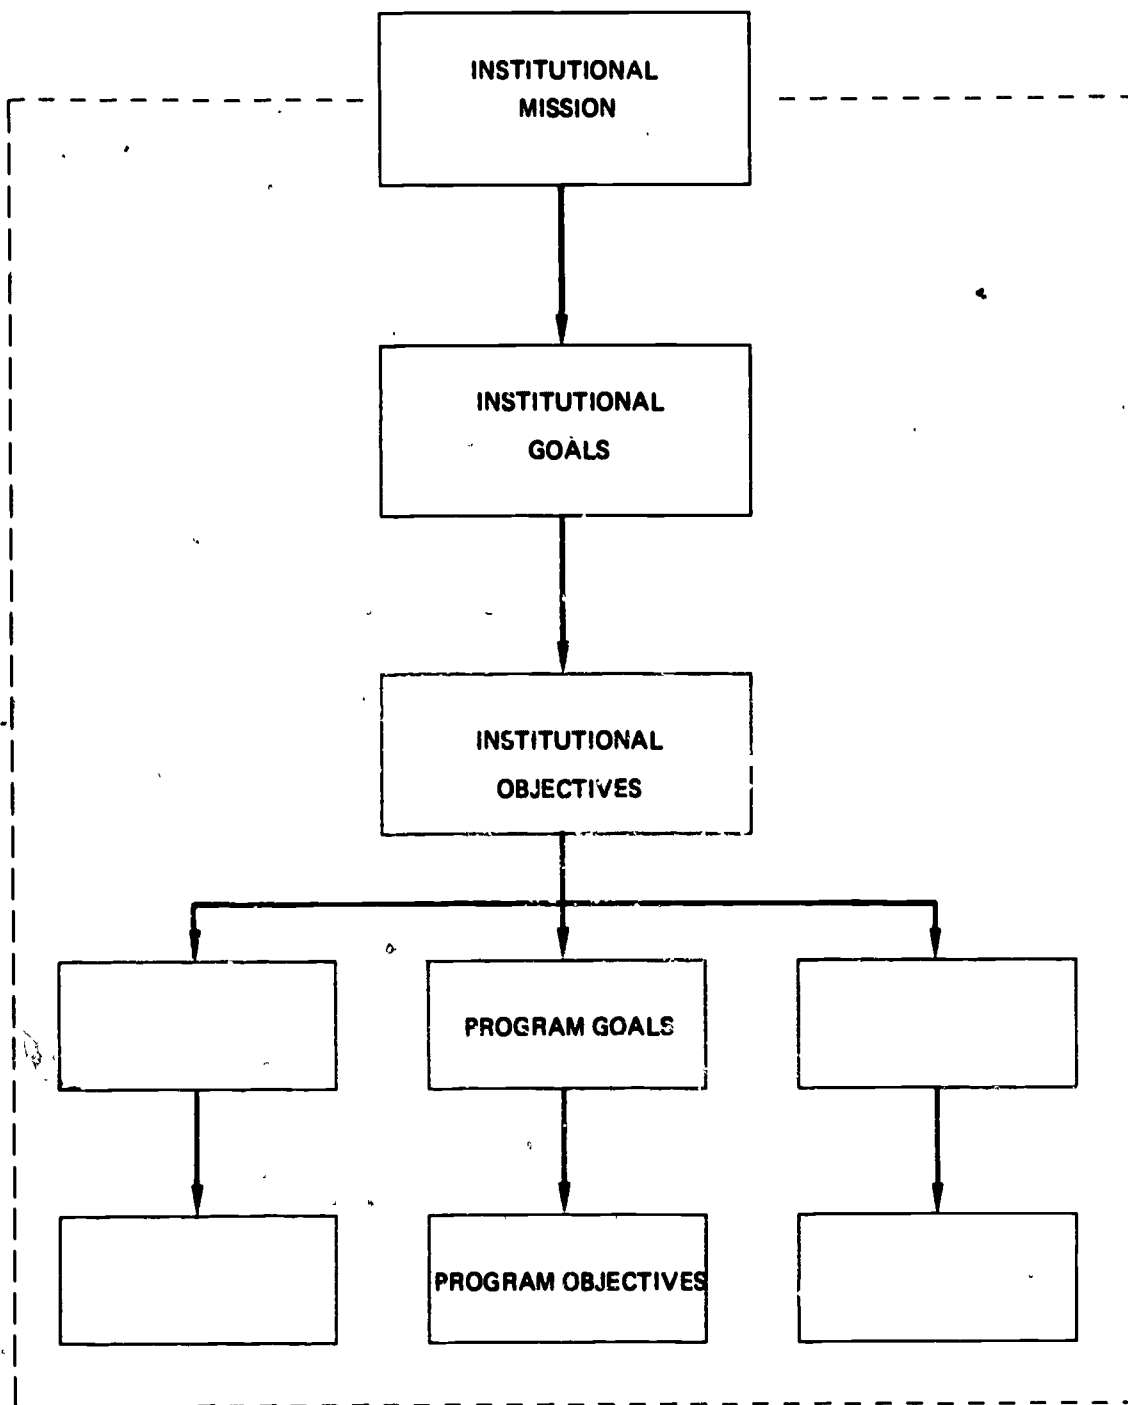 INSTITUTIONAL
MISSION
INSTITUTIONAL
GOALS
INSTITUTIONAL
OBJECTIVES
PROGRAM GOALS
PROGRAM OBJECTIVES